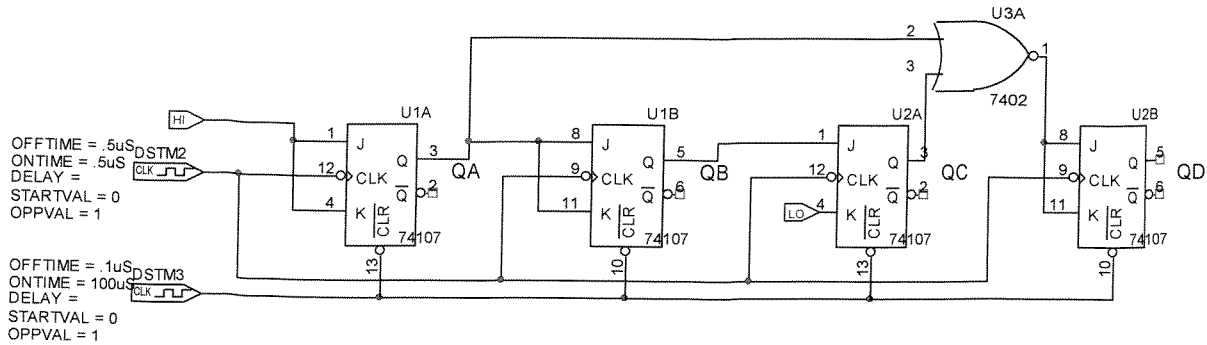 U3A
2
1
3
7402
HI
U1A
U1B
U2A
U2B
OFFTIME = .5uS
DSTM2
ONTIME = .5uS
CLK
DELAY =
STARTVAL = 0
OPPVAL = 1
1
J
Q
3
QA
12
CLK
Q
2
4
K
CLR
74107
13
8
J
Q
5
QB
9
CLK
Q
6
11
K
CLR
74107
10
1
J
Q
3
QC
12
CLK
Q
2
LO
4
K
CLR
74107
13
8
J
Q
5
QD
9
CLK
Q
6
11
K
CLR
74107
10
OFFTIME = .1uS
DSTM3
ONTIME = 100uS
CLK
DELAY =
STARTVAL = 0
OPPVAL = 1